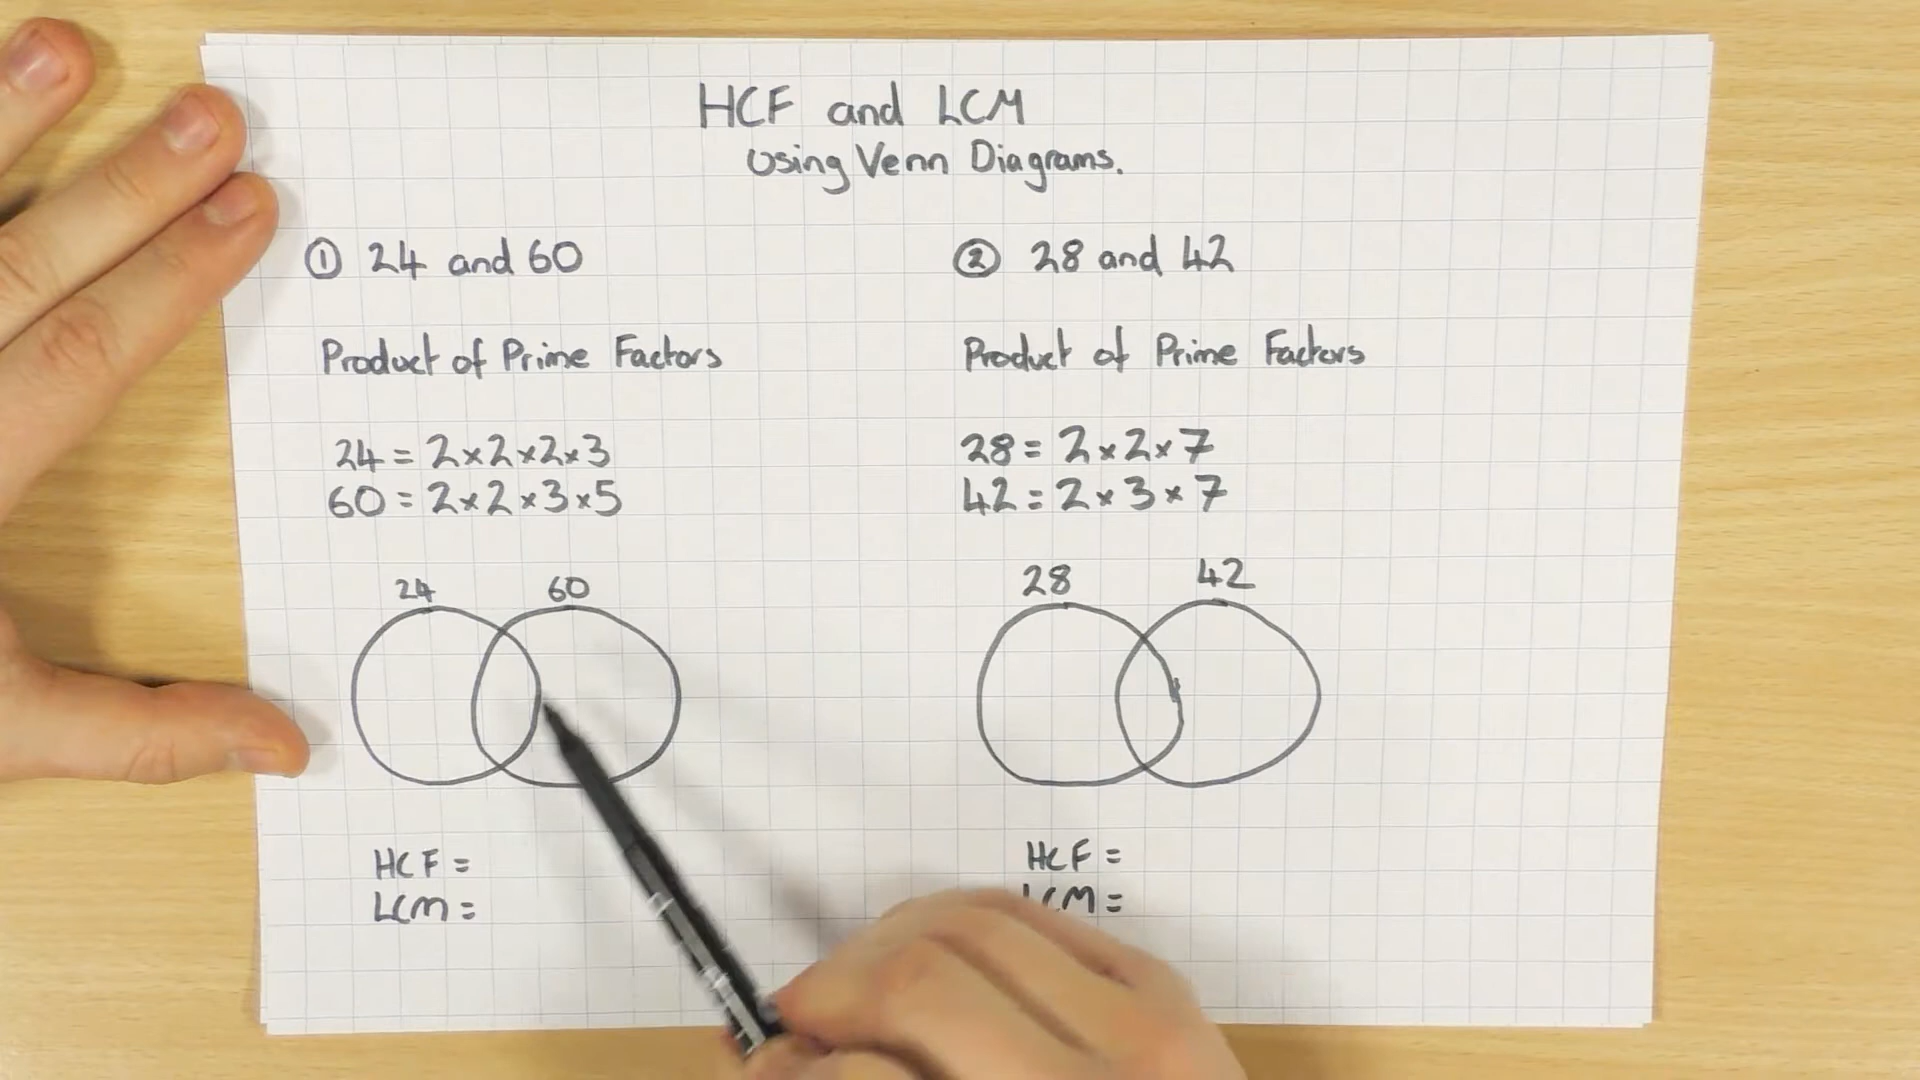 HCF and LCM
Using Venn Diagrams.
① 24 and 60
Product of Prime Factors
24 = 2×2×2×3
60 = 2×2×3×5
24 60
HCF =
LCM =
② 28 and 42
Product of Prime Factors
28 = 2×2×7
42 = 2×3×7
28 42
HCF =
LCM =